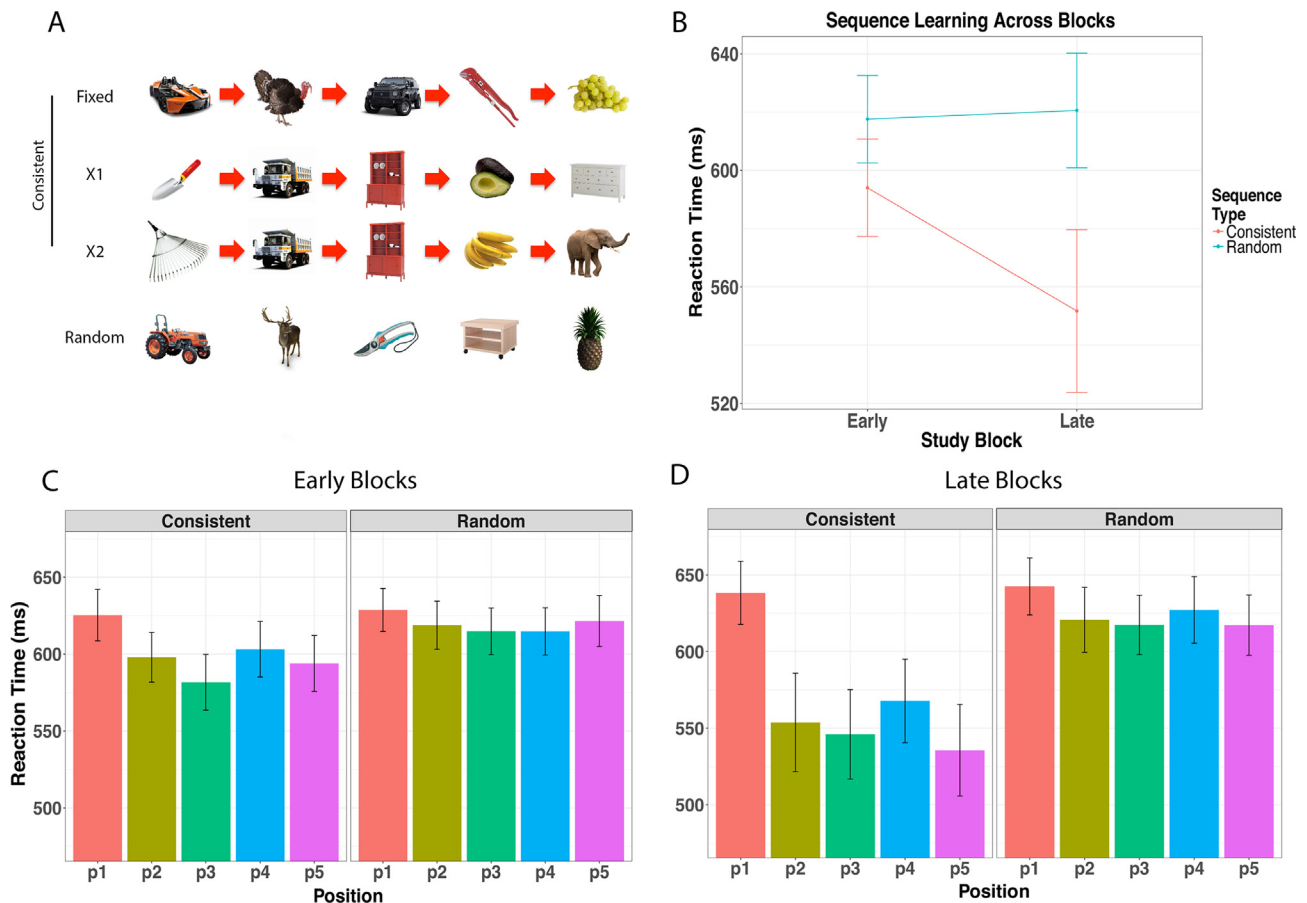 A
Fixed
X1
X2
Random
Consistent
B
Sequence Learning Across Blocks
Reaction Time (ms)
640
600
560
520
Early
Late
Study Block
Sequence
Type
Consistent
Random
C
Early Blocks
Consistent
Random
Reaction Time (ms)
650
600
550
500
p1 p2 p3 p4 p5
p1 p2 p3 p4 p5
Position
D
Late Blocks
Consistent
Random
650
600
550
500
p1 p2 p3 p4 p5
p1 p2 p3 p4 p5
Position